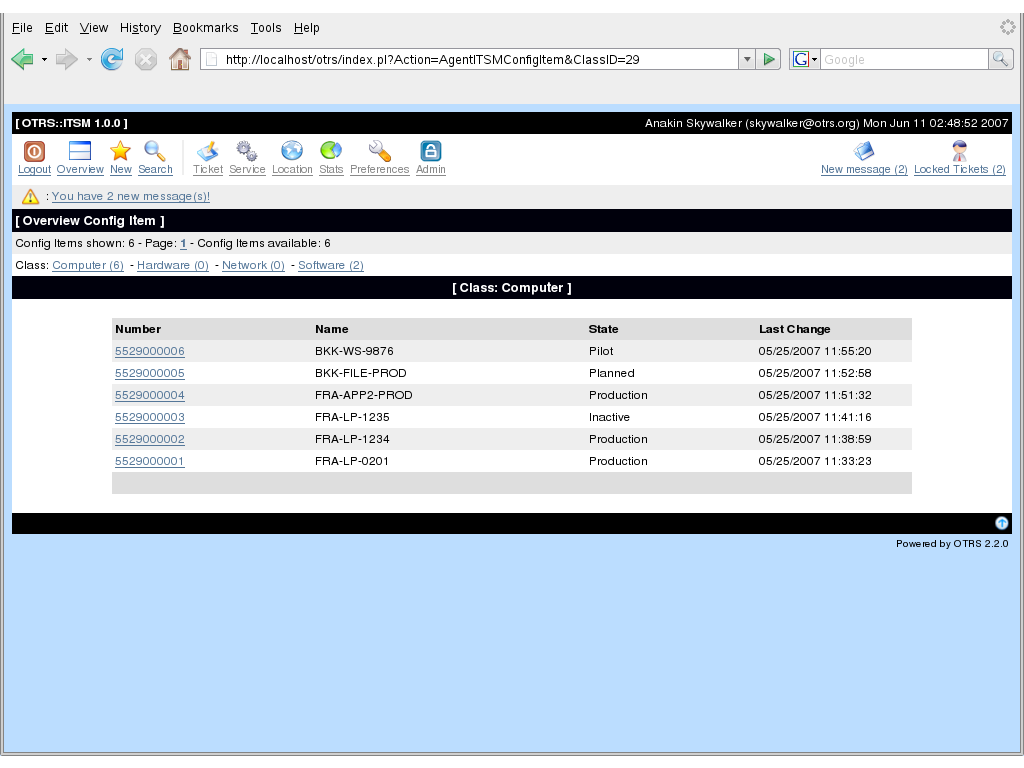 File Edit View History Bookmarks Tools Help
http://localhost/otrs/index.pl?Action=AgentITSMConfigItem&ClassID=29
G Google
[ OTRS::ITSM 1.0.0 ] Anakin Skywalker (skywalker@otrs.org) Mon Jun 11 02:48:52 2007
Logout Overview New Search Ticket Service Location Stats Preferences Admin New message (2) Locked Tickets (2)
: You have 2 new message(s)!
[ Overview Config Item ]
Config Items shown: 6 - Page: 1 - Config Items available: 6
Class: Computer (6) - Hardware (0) - Network (0) - Software (2)
[ Class: Computer ]
Number Name State Last Change
5529000006 BKK-WS-9876 Pilot 05/25/2007 11:55:20
5529000005 BKK-FILE-PROD Planned 05/25/2007 11:52:58
5529000004 FRA-APP2-PROD Production 05/25/2007 11:51:32
5529000003 FRA-LP-1235 Inactive 05/25/2007 11:41:16
5529000002 FRA-LP-1234 Production 05/25/2007 11:38:59
5529000001 FRA-LP-0201 Production 05/25/2007 11:33:23
Powered by OTRS 2.2.0